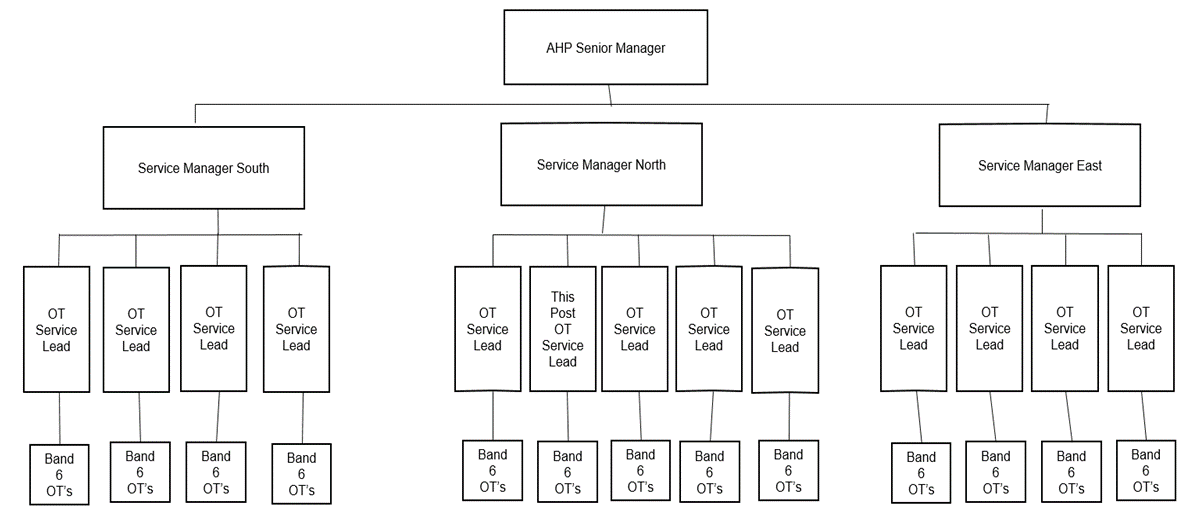 AHP Senior Manager
Service Manager South
Service Manager North
Service Manager East
OT
Service
Lead
OT
Service
Lead
OT
Service
Lead
OT
Service
Lead
OT
Service
Lead
This
Post
OT
Service
Lead
OT
Service
Lead
OT
Service
Lead
OT
Service
Lead
OT
Service
Lead
OT
Service
Lead
OT
Service
Lead
OT
Service
Lead
Band
6
OT's
Band
6
OT's
Band
6
OT's
Band
6
OT's
Band
6
OT's
Band
6
OT's
Band
6
OT's
Band
6
OT's
Band
6
OT's
Band
6
OT's
Band
6
OT's
Band
6
OT's
Band
6
OT's